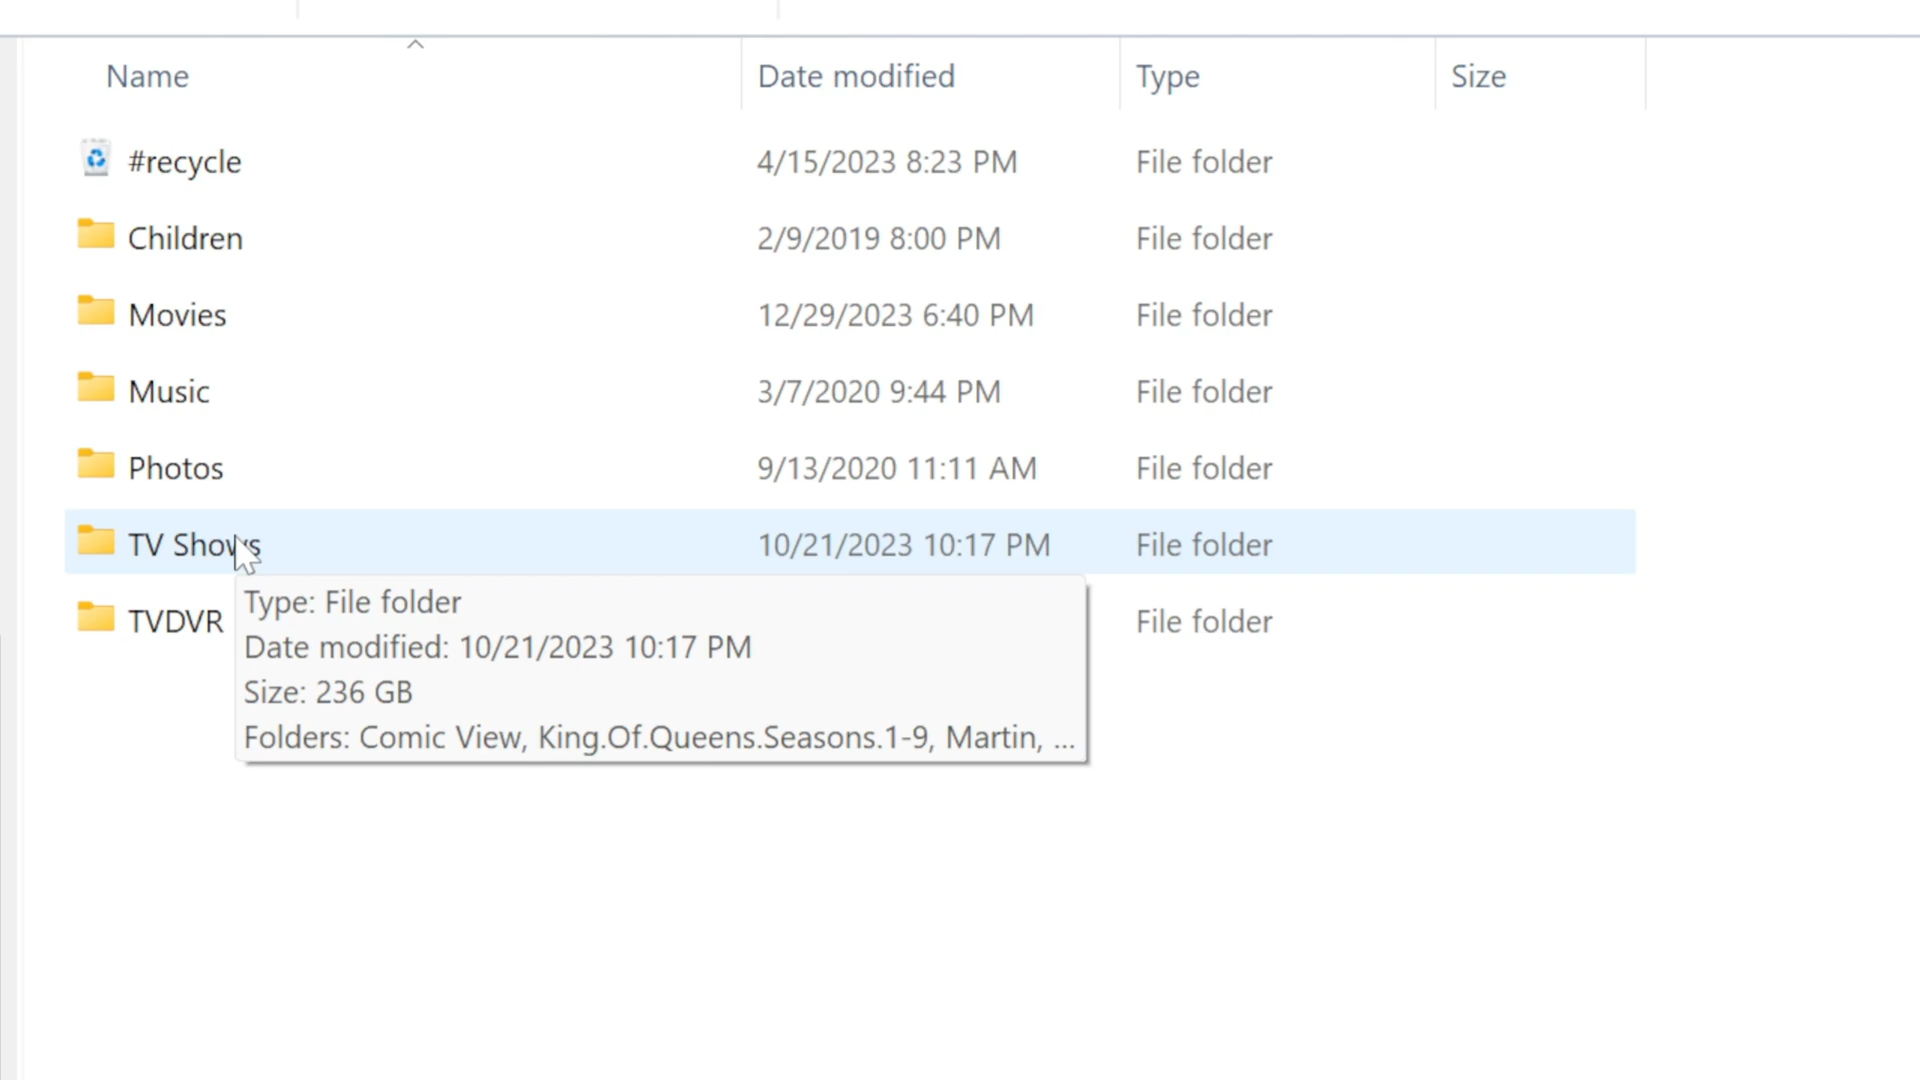 Name Date modified Type Size
#recycle 4/15/2023 8:23 PM File folder
Children 2/9/2019 8:00 PM File folder
Movies 12/29/2023 6:40 PM File folder
Music 3/7/2020 9:44 PM File folder
Photos 9/13/2020 11:11 AM File folder
TV Shows 10/21/2023 10:17 PM File folder
TVDVR File folder
Type: File folder
Date modified: 10/21/2023 10:17 PM
Size: 236 GB
Folders: Comic View, King.Of.Queens.Seasons.1-9, Martin, ...